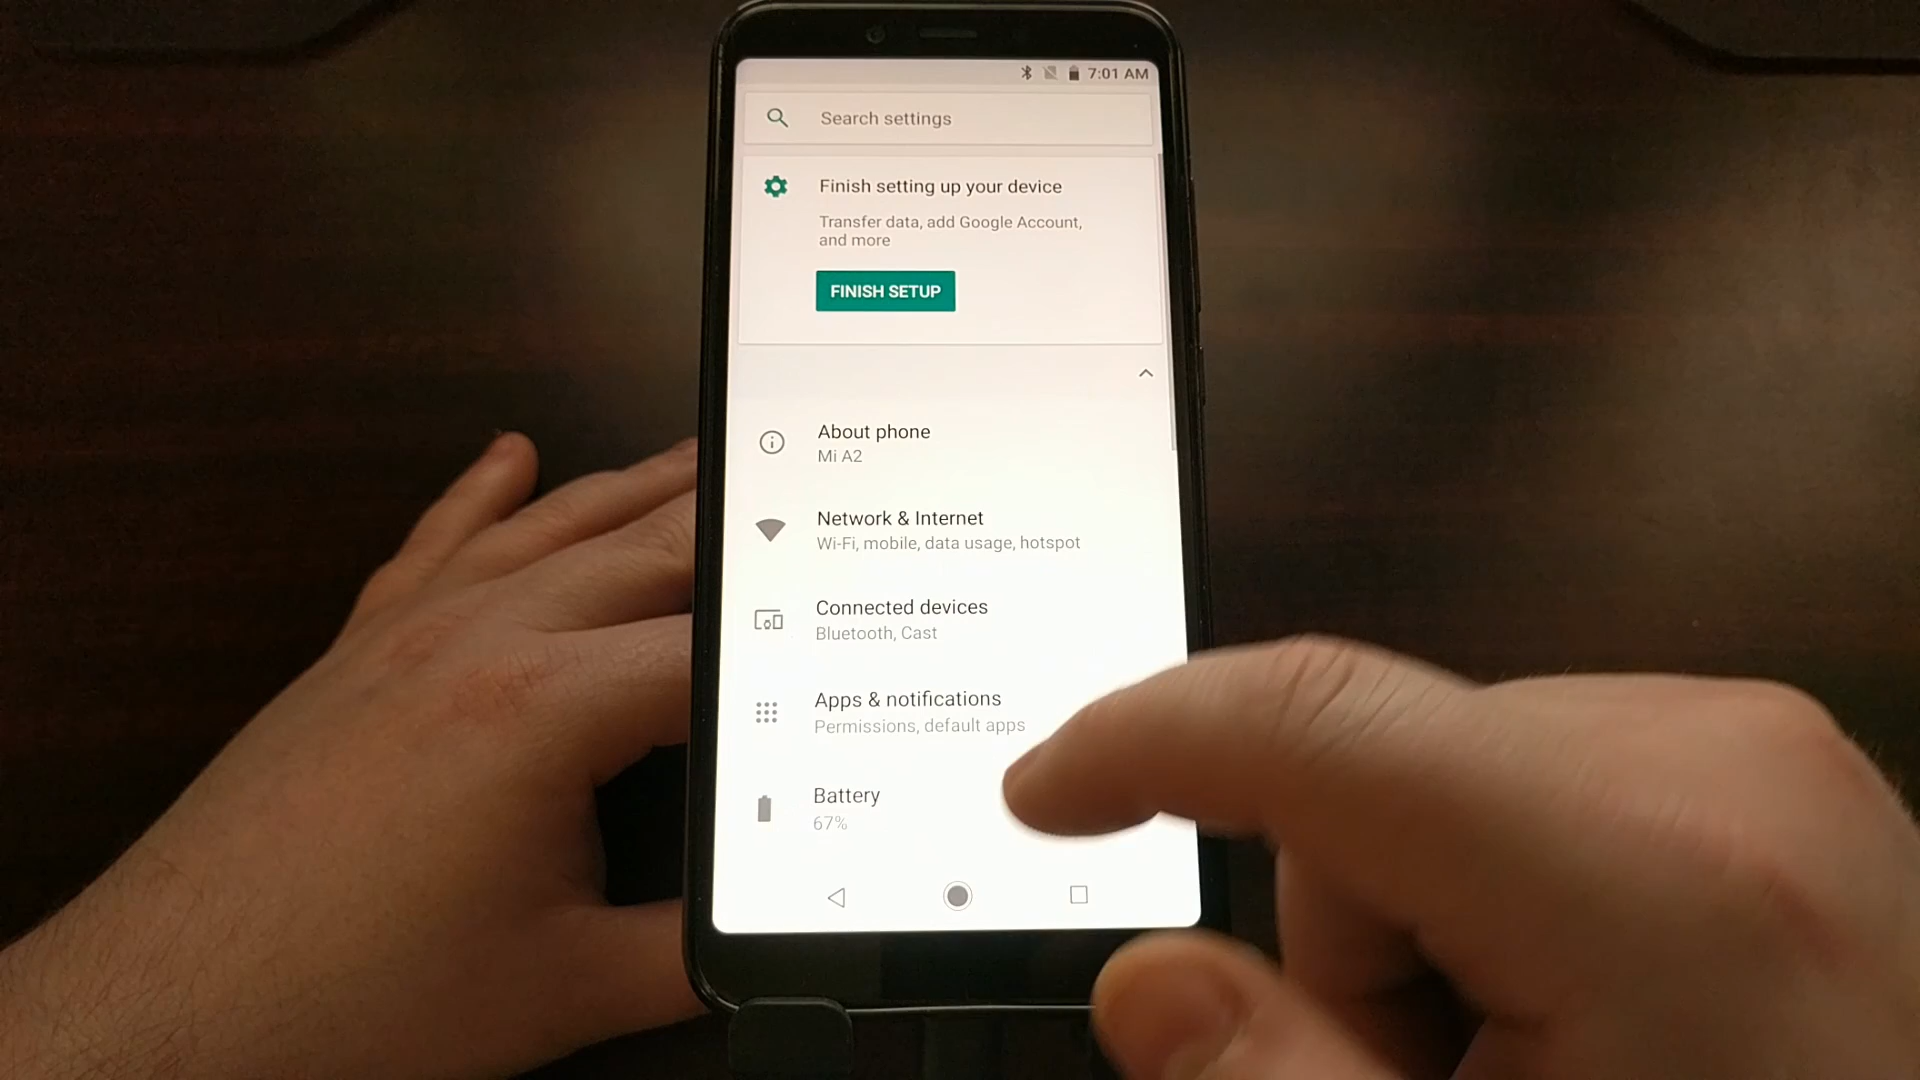 7:01 AM
Search settings
Finish setting up your device
Transfer data, add Google Account,
and more
FINISH SETUP
About phone
Mi A2
Network & Internet
Wi-Fi, mobile, data usage, hotspot
Connected devices
Bluetooth, Cast
Apps & notifications
Permissions, default apps
Battery
67%